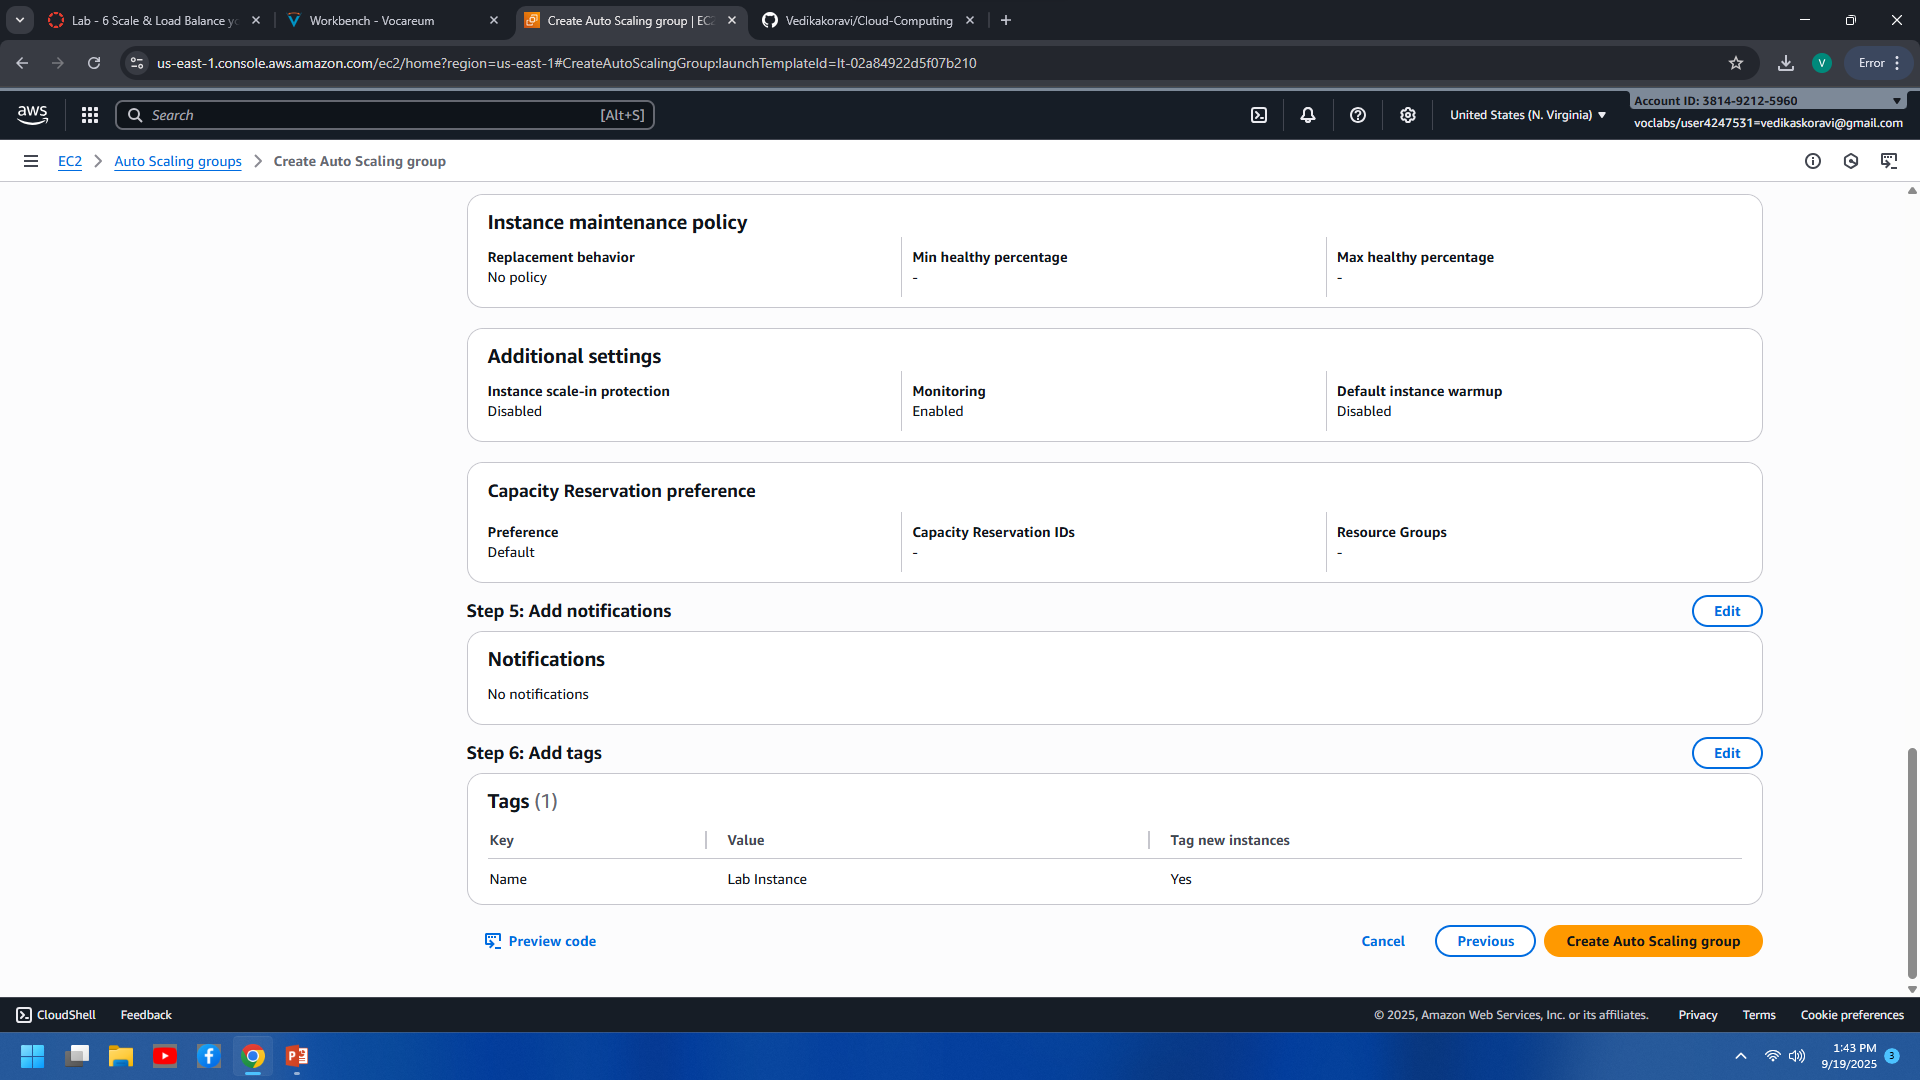 Lab - 6 Scale & Load Balance yo
Workbench - Vocareum
Create Auto Scaling group | EC2
Vedikakoravi/Cloud-Computing
us-east-1.console.aws.amazon.com/ec2/home?region=us-east-1#CreateAutoScalingGroup:launchTemplateId=lt-02a84922d5f07b210
V
Error
aws
Search
[Alt+S]
United States (N. Virginia)
Account ID: 3814-9212-5960
voclabs/user4247531=vedikaskoravi@gmail.com
EC2
Auto Scaling groups
Create Auto Scaling group
Instance maintenance policy
Replacement behavior
No policy
Min healthy percentage
-
Max healthy percentage
-
Additional settings
Instance scale-in protection
Disabled
Monitoring
Enabled
Default instance warmup
Disabled
Capacity Reservation preference
Preference
Default
Capacity Reservation IDs
-
Resource Groups
-
Step 5: Add notifications
Edit
Notifications
No notifications
Step 6: Add tags
Edit
Tags (1)
Key Value Tag new instances
Name Lab Instance Yes
Preview code
Cancel
Previous
Create Auto Scaling group
CloudShell
Feedback
© 2025, Amazon Web Services, Inc. or its affiliates.
Privacy
Terms
Cookie preferences
1:43 PM
9/19/2025
3